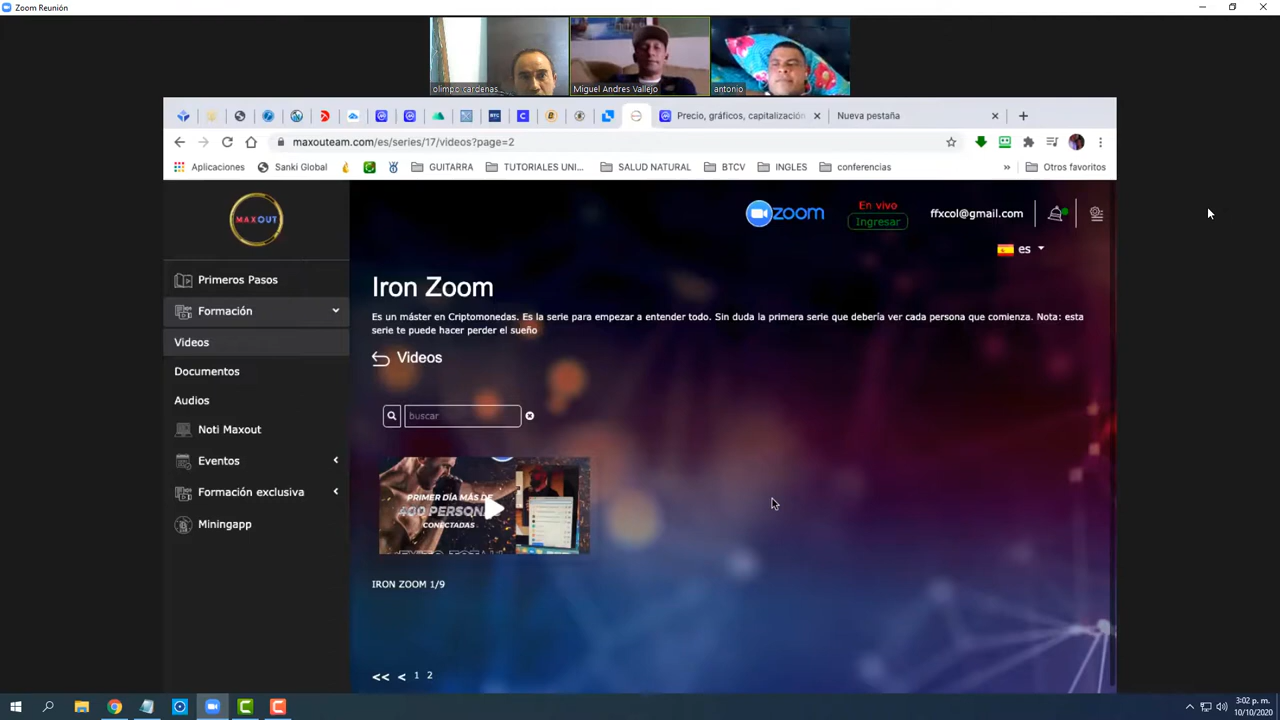 Zoom Reunión
olimpo cardenas
Miguel Andres Vallejo
antonio
Precio, gráficos, capitalización
Nueva pestaña
maxouteam.com/es/series/17/videos?page=2
Aplicaciones
Sanki Global
GUITARRA
TUTORIALES UNI...
SALUD NATURAL
BTCV
INGLES
conferencias
»
Otros favoritos
MAXOUT
zoom
En vivo
Ingresar
ffxcol@gmail.com
es
Primeros Pasos
Formación
Videos
Documentos
Audios
Noti Maxout
Eventos
Formación exclusiva
Miningapp
Iron Zoom
Es un máster en Criptomonedas. Es la serie para empezar a entender todo. Sin duda la primera serie que debería ver cada persona que comienza. Nota: esta
serie te puede hacer perder el sueño
Videos
buscar
PRIMER DÍA MÁS DE
400 PERSONAS
CONECTADAS
IRON ZOOM 1/9
<< < 1 2
3:02 p. m.
10/10/2020